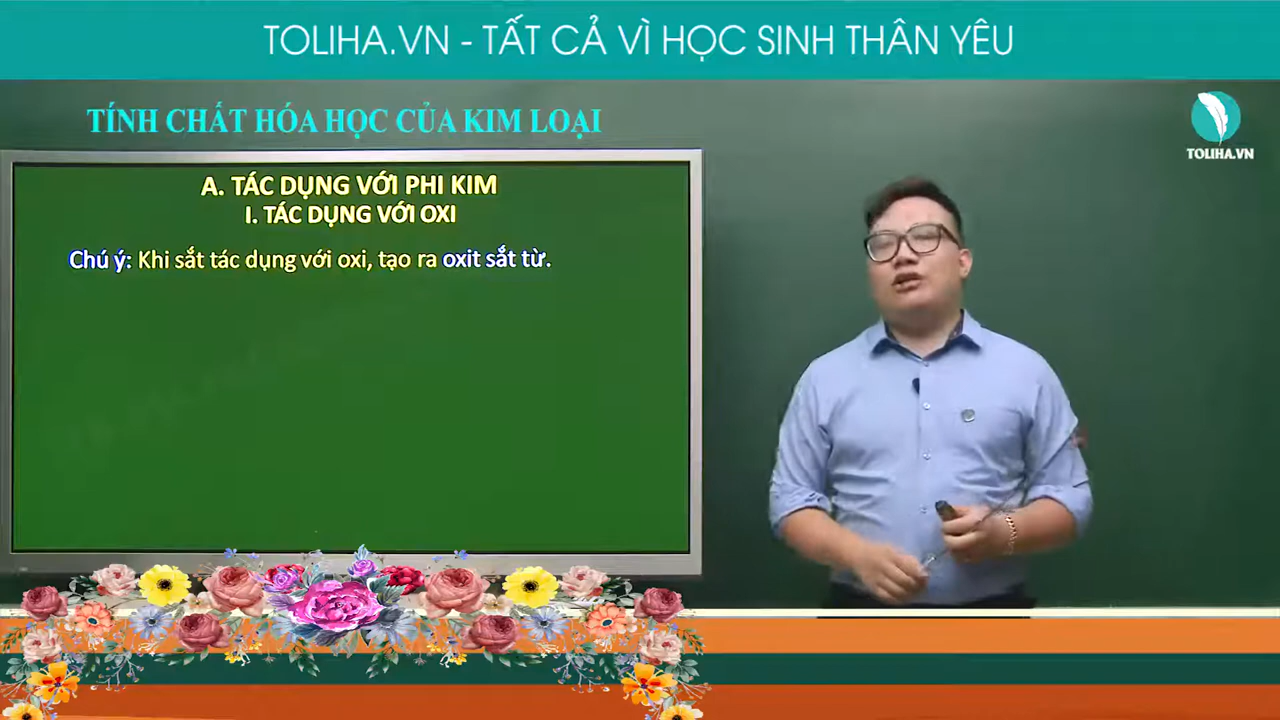 TOLIHA.VN - TẤT CẢ VÌ HỌC SINH THÂN YÊU
TÍNH CHẤT HÓA HỌC CỦA KIM LOẠI
TOLIHA.VN
A. TÁC DỤNG VỚI PHI KIM
I. TÁC DỤNG VỚI OXI
Chú ý: Khi sắt tác dụng với oxi, tạo ra oxit sắt từ.